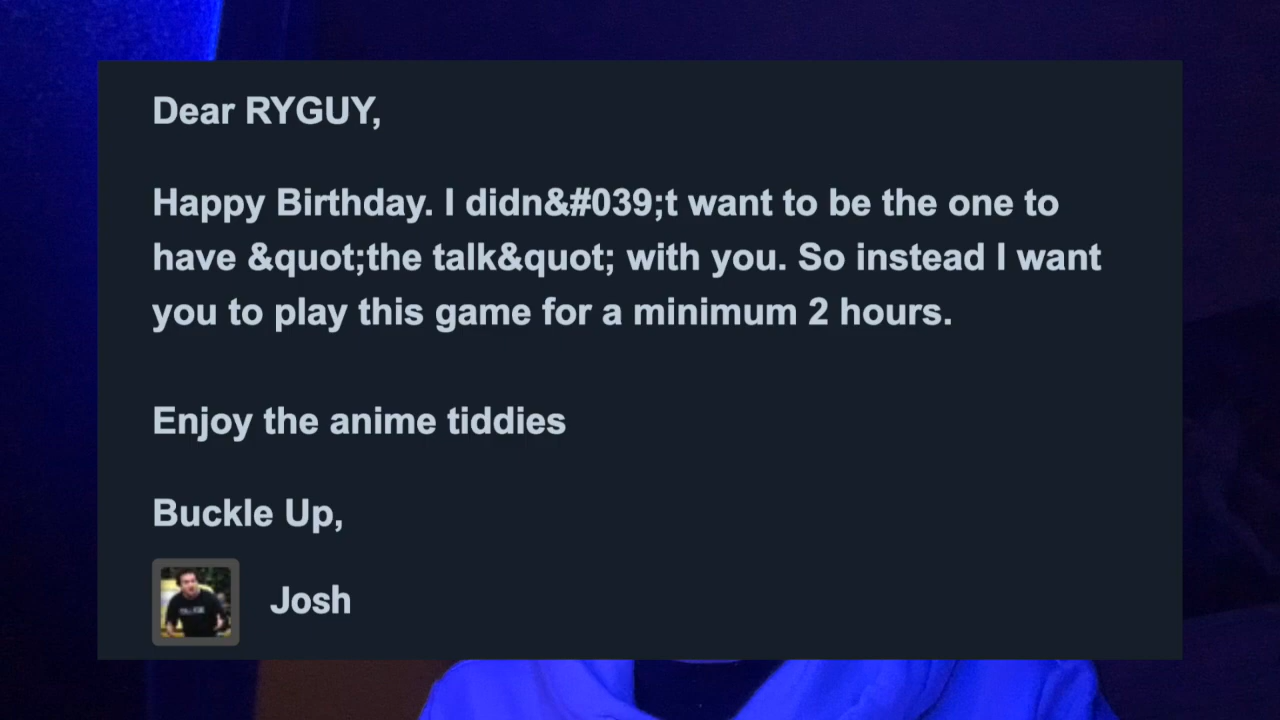 Dear RYGUY,
Happy Birthday. I didn&#039;t want to be the one to
have &quot;the talk&quot; with you. So instead I want
you to play this game for a minimum 2 hours.
Enjoy the anime tiddies
Buckle Up,
Josh